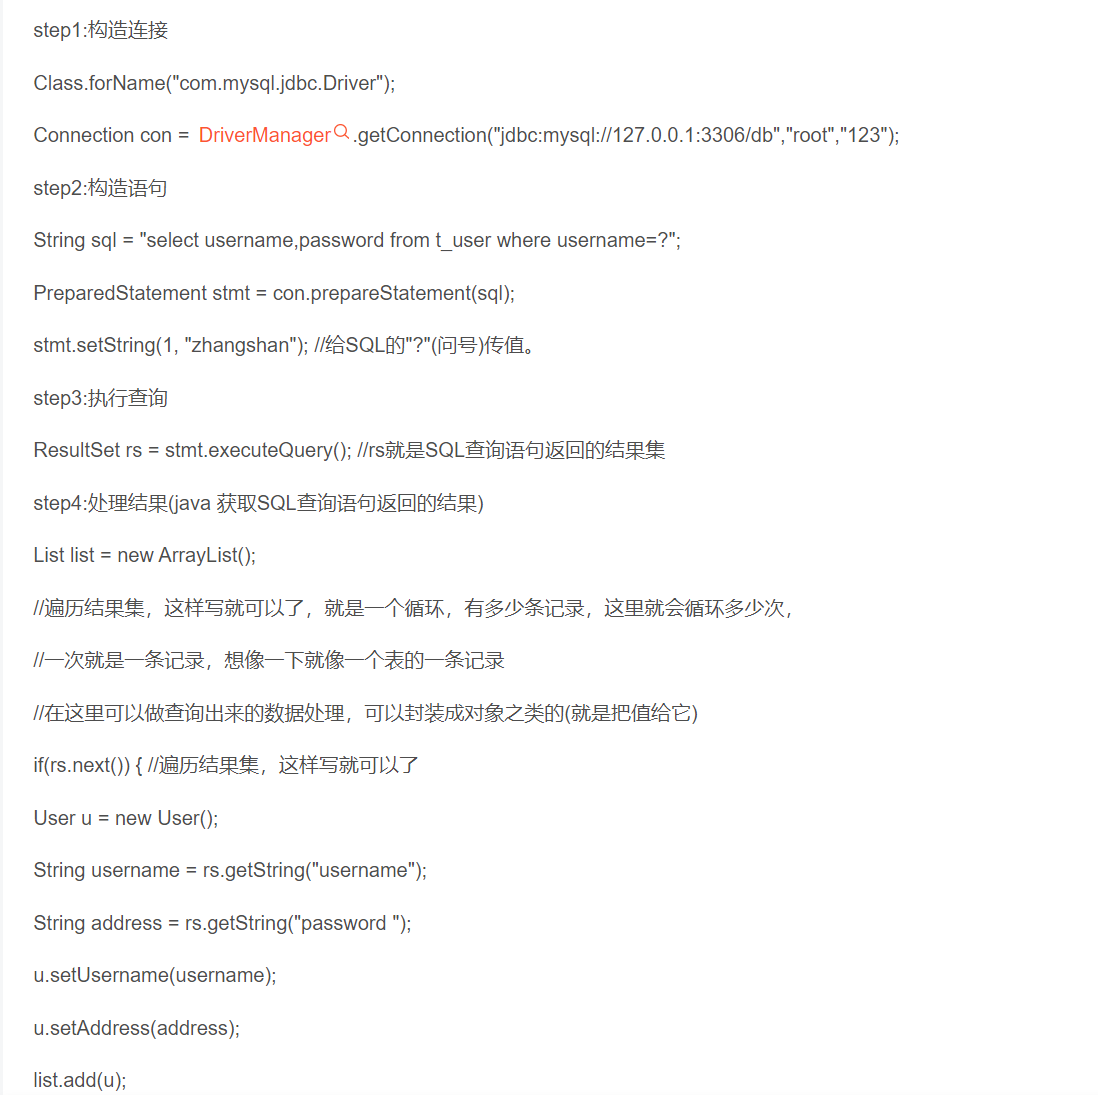 step1:构造连接
Class.forName("com.mysql.jdbc.Driver");
Connection con = DriverManager.getConnection("jdbc:mysql://127.0.0.1:3306/db","root","123");
step2:构造语句
String sql = "select username,password from t_user where username=?";
PreparedStatement stmt = con.prepareStatement(sql);
stmt.setString(1, "zhangshan"); //给SQL的"?"(问号)传值。
step3:执行查询
ResultSet rs = stmt.executeQuery(); //rs就是SQL查询语句返回的结果集
step4:处理结果(java 获取SQL查询语句返回的结果)
List list = new ArrayList();
//遍历结果集，这样写就可以了，就是一个循环，有多少条记录，这里就会循环多少次，
//一次就是一条记录，想像一下就像一个表的一条记录
//在这里可以做查询出来的数据处理，可以封装成对象之类的(就是把值给它)
if(rs.next()) { //遍历结果集，这样写就可以了
User u = new User();
String username = rs.getString("username");
String address = rs.getString("password ");
u.setUsername(username);
u.setAddress(address);
list.add(u);